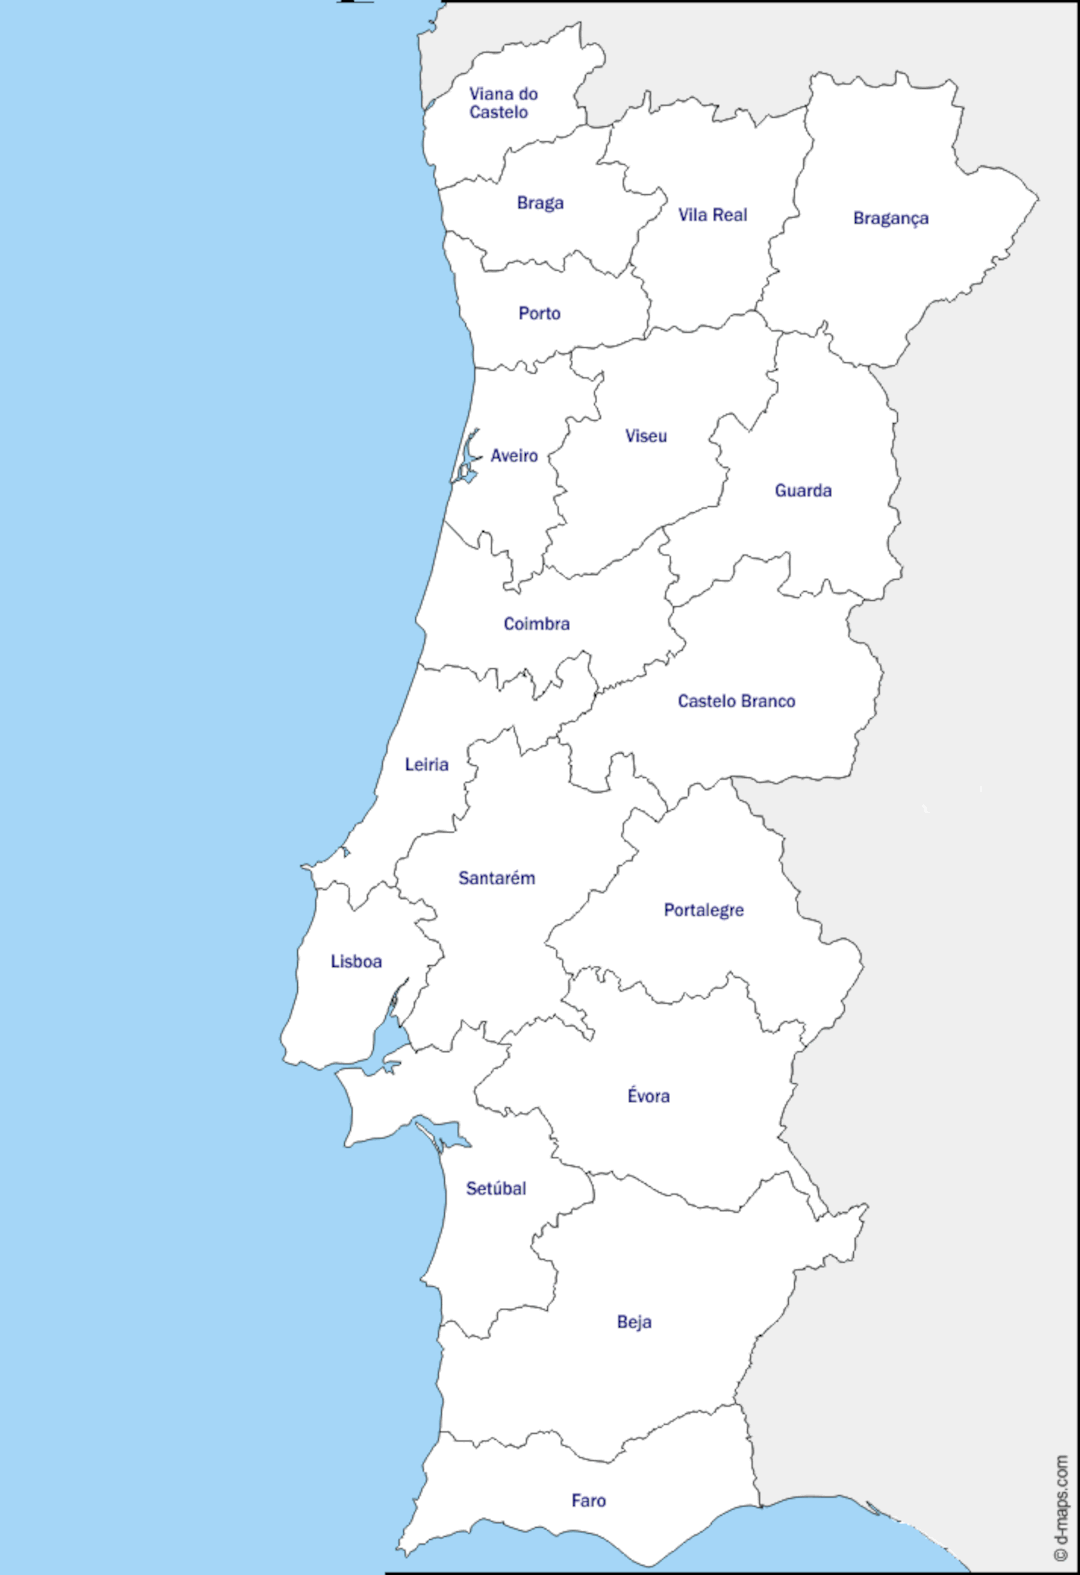 Viana do
Castelo
Braga
Vila Real
Bragança
Porto
Viseu
Aveiro
Guarda
Coimbra
Castelo Branco
Leiria
Santarém
Portalegre
Lisboa
Évora
Setúbal
Beja
Faro
© d-maps.com